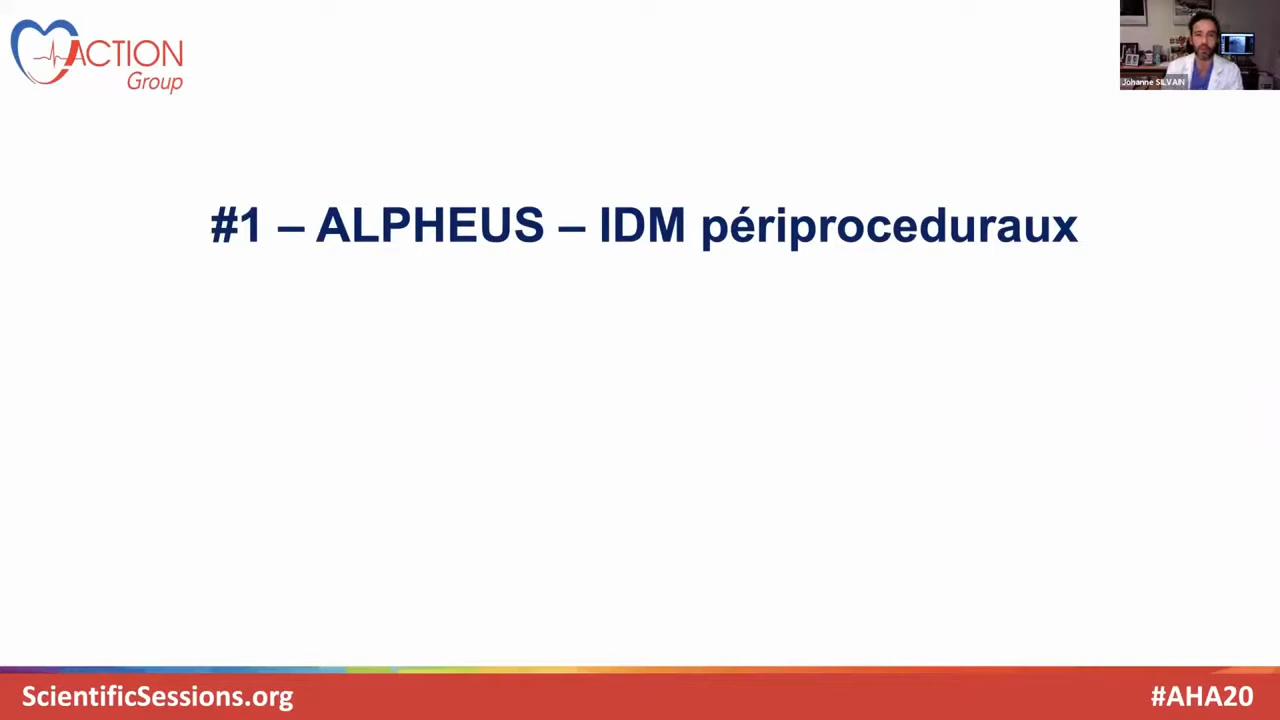 ACTION
Group
Johanne SILVAIN
#1 – ALPHEUS – IDM périproceduraux
ScientificSessions.org
#AHA20